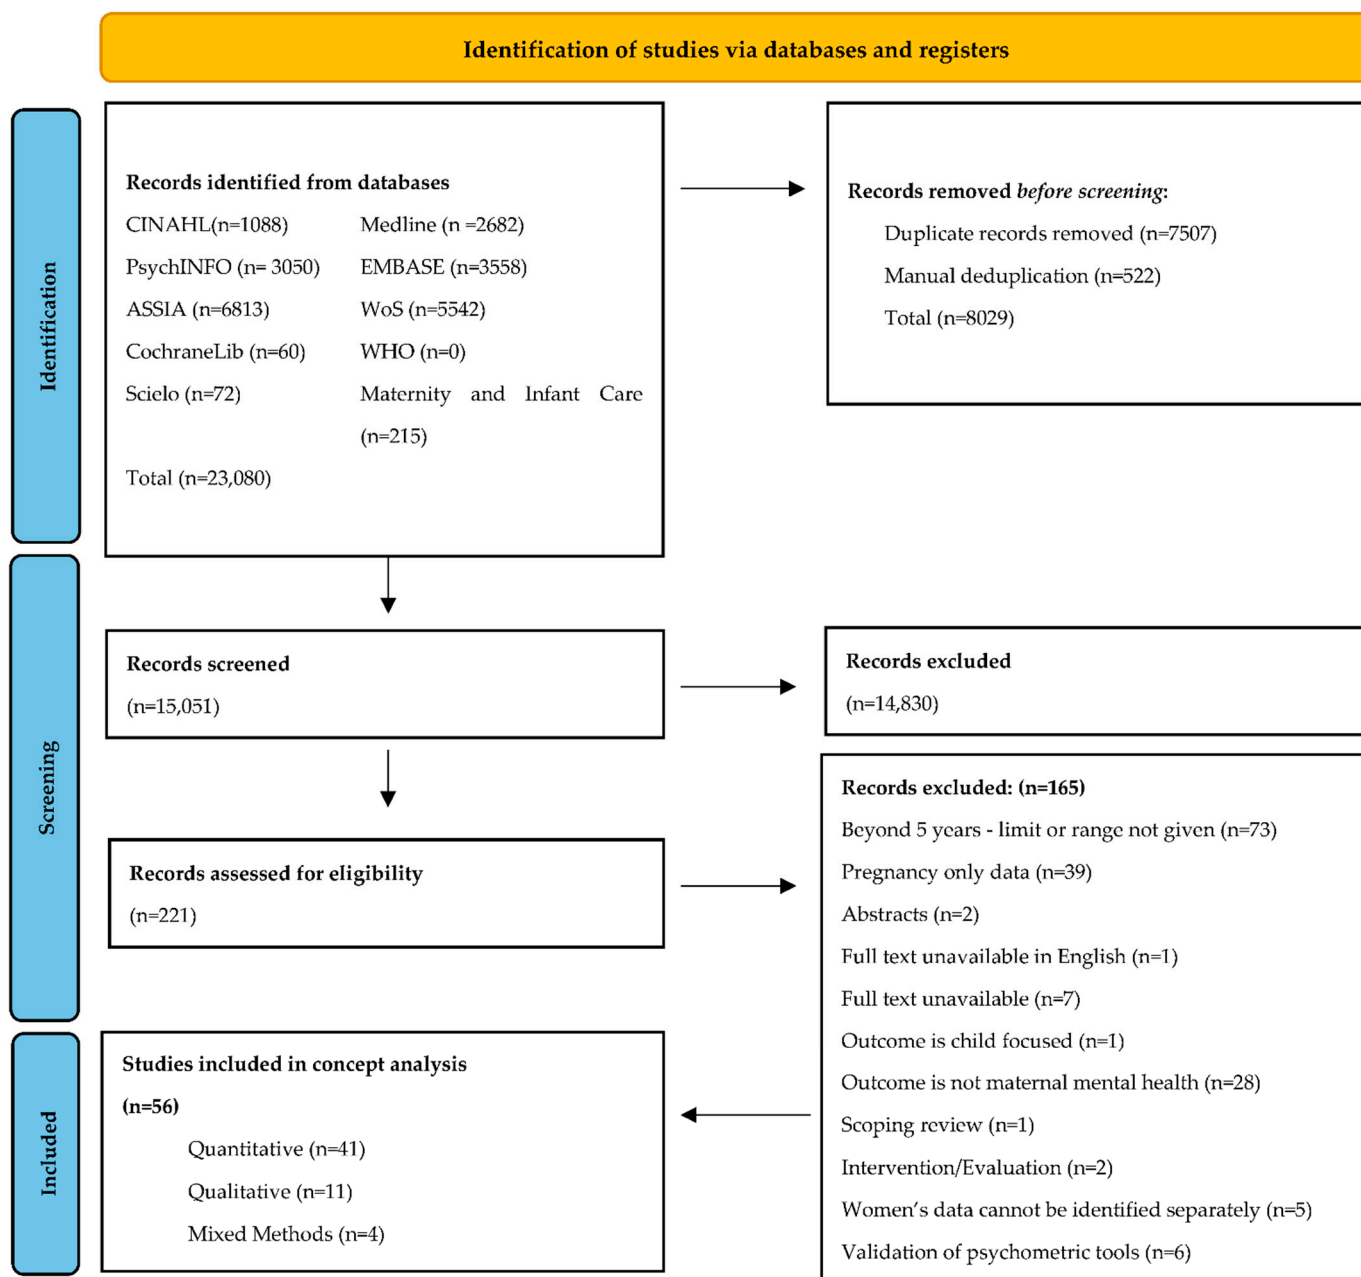 Identification of studies via databases and registers
Identification
Records identified from databases
CINAHL(n=1088) Medline (n =2682)
PsychINFO (n= 3050) EMBASE (n=3558)
ASSIA (n=6813) WoS (n=5542)
CochraneLib (n=60) WHO (n=0)
Scielo (n=72) Maternity and Infant Care
(n=215)
Total (n=23,080)
Records removed before screening:
Duplicate records removed (n=7507)
Manual deduplication (n=522)
Total (n=8029)
Screening
Records screened
(n=15,051)
Records excluded
(n=14,830)
Records assessed for eligibility
(n=221)
Records excluded: (n=165)
Beyond 5 years - limit or range not given (n=73)
Pregnancy only data (n=39)
Abstracts (n=2)
Full text unavailable in English (n=1)
Full text unavailable (n=7)
Outcome is child focused (n=1)
Outcome is not maternal mental health (n=28)
Scoping review (n=1)
Intervention/Evaluation (n=2)
Women's data cannot be identified separately (n=5)
Validation of psychometric tools (n=6)
Included
Studies included in concept analysis
(n=56)
Quantitative (n=41)
Qualitative (n=11)
Mixed Methods (n=4)